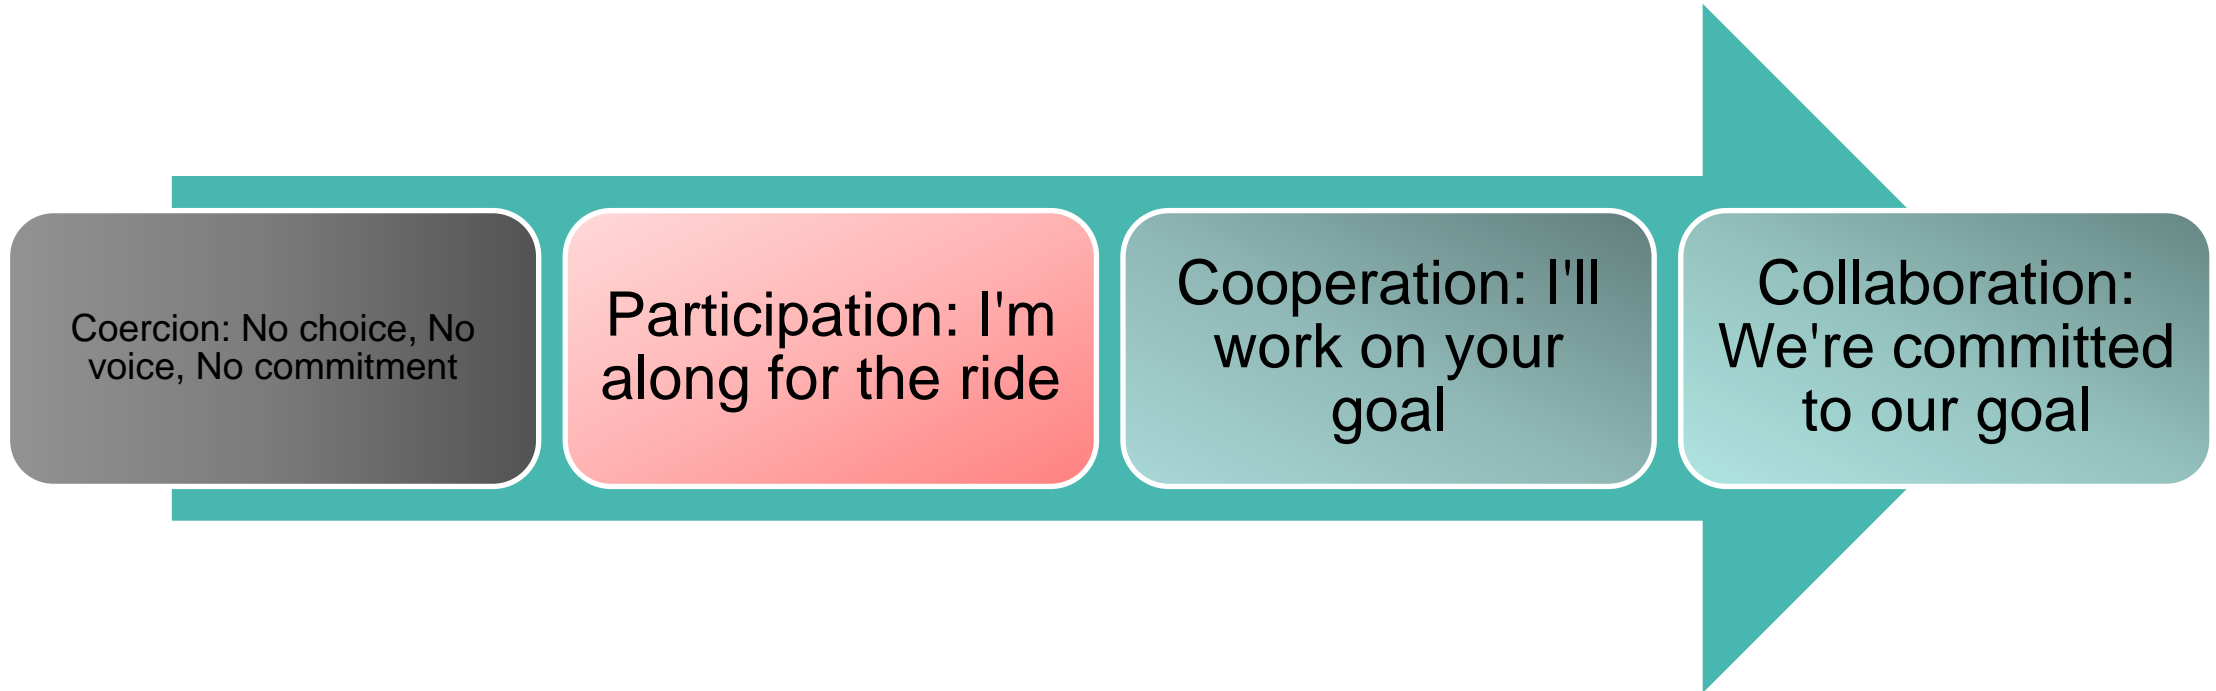 Coercion: No choice, No
voice, No commitment
Participation: I'm
along for the ride
Cooperation: I'll
work on your
goal
Collaboration:
We're committed
to our goal